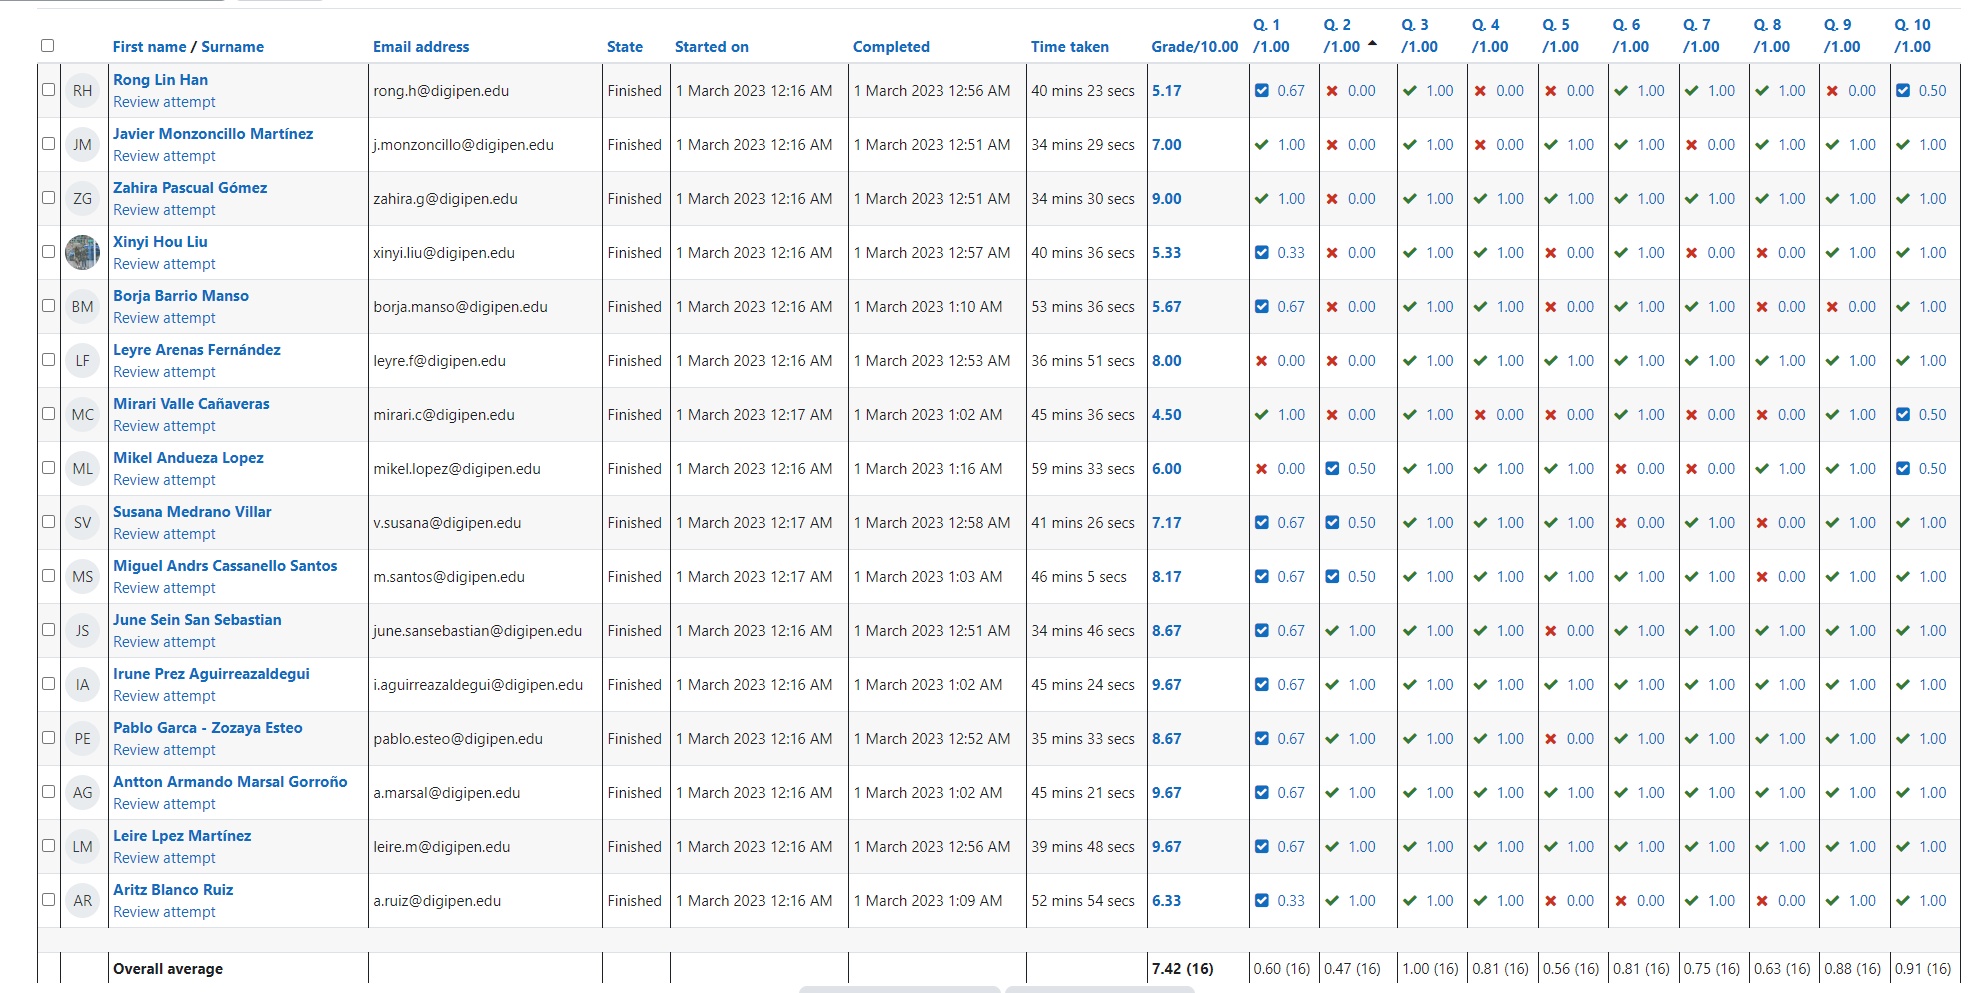 First name / Surname Email address State Started on Completed Time taken Grade/10.00 Q. 1 /1.00 Q. 2 /1.00 Q. 3 /1.00 Q. 4 /1.00 Q. 5 /1.00 Q. 6 /1.00 Q. 7 /1.00 Q. 8 /1.00 Q. 9 /1.00 Q. 10 /1.00
RH Rong Lin Han rong.h@digipen.edu Finished 1 March 2023 12:16 AM 1 March 2023 12:56 AM 40 mins 23 secs 5.17 0.67 0.00 1.00 0.00 0.00 1.00 1.00 1.00 0.00 0.50
Review attempt
JM Javier Monzoncillo Martínez j.monzoncillo@digipen.edu Finished 1 March 2023 12:16 AM 1 March 2023 12:51 AM 34 mins 29 secs 7.00 1.00 0.00 1.00 0.00 1.00 1.00 0.00 1.00 1.00 1.00
Review attempt
ZG Zahira Pascual Gómez zahira.g@digipen.edu Finished 1 March 2023 12:16 AM 1 March 2023 12:51 AM 34 mins 30 secs 9.00 1.00 0.00 1.00 1.00 1.00 1.00 1.00 1.00 1.00 1.00
Review attempt
Xinyi Hou Liu xinyi.liu@digipen.edu Finished 1 March 2023 12:16 AM 1 March 2023 12:57 AM 40 mins 36 secs 5.33 0.33 0.00 1.00 1.00 0.00 1.00 0.00 0.00 1.00 1.00
Review attempt
BM Borja Barrio Manso borja.manso@digipen.edu Finished 1 March 2023 12:16 AM 1 March 2023 1:10 AM 53 mins 36 secs 5.67 0.67 0.00 1.00 1.00 0.00 1.00 1.00 0.00 0.00 1.00
Review attempt
LF Leyre Arenas Fernández leyre.f@digipen.edu Finished 1 March 2023 12:16 AM 1 March 2023 12:53 AM 36 mins 51 secs 8.00 0.00 0.00 1.00 1.00 1.00 1.00 1.00 1.00 1.00 1.00
Review attempt
MC Mirari Valle Cañaveras mirari.c@digipen.edu Finished 1 March 2023 12:17 AM 1 March 2023 1:02 AM 45 mins 36 secs 4.50 1.00 0.00 1.00 0.00 0.00 1.00 0.00 0.00 1.00 0.50
Review attempt
ML Mikel Andueza Lopez mikel.lopez@digipen.edu Finished 1 March 2023 12:16 AM 1 March 2023 1:16 AM 59 mins 33 secs 6.00 0.00 0.50 1.00 1.00 1.00 0.00 0.00 1.00 1.00 0.50
Review attempt
SV Susana Medrano Villar v.susana@digipen.edu Finished 1 March 2023 12:17 AM 1 March 2023 12:58 AM 41 mins 26 secs 7.17 0.67 0.50 1.00 1.00 1.00 0.00 1.00 0.00 1.00 1.00
Review attempt
MS Miguel Andrs Cassanello Santos m.santos@digipen.edu Finished 1 March 2023 12:17 AM 1 March 2023 1:03 AM 46 mins 5 secs 8.17 0.67 0.50 1.00 1.00 1.00 1.00 1.00 0.00 1.00 1.00
Review attempt
JS June Sein San Sebastian june.sansebastian@digipen.edu Finished 1 March 2023 12:16 AM 1 March 2023 12:51 AM 34 mins 46 secs 8.67 0.67 1.00 1.00 1.00 0.00 1.00 1.00 1.00 1.00 1.00
Review attempt
IA Irune Prez Aguirreazaldegui i.aguirreazaldegui@digipen.edu Finished 1 March 2023 12:16 AM 1 March 2023 1:02 AM 45 mins 24 secs 9.67 0.67 1.00 1.00 1.00 1.00 1.00 1.00 1.00 1.00 1.00
Review attempt
PE Pablo Garca - Zozaya Esteo pablo.esteo@digipen.edu Finished 1 March 2023 12:16 AM 1 March 2023 12:52 AM 35 mins 33 secs 8.67 0.67 1.00 1.00 1.00 0.00 1.00 1.00 1.00 1.00 1.00
Review attempt
AG Antton Armando Marsal Gorroño a.marsal@digipen.edu Finished 1 March 2023 12:16 AM 1 March 2023 1:02 AM 45 mins 21 secs 9.67 0.67 1.00 1.00 1.00 1.00 1.00 1.00 1.00 1.00 1.00
Review attempt
LM Leire Lpez Martínez leire.m@digipen.edu Finished 1 March 2023 12:16 AM 1 March 2023 12:56 AM 39 mins 48 secs 9.67 0.67 1.00 1.00 1.00 1.00 1.00 1.00 1.00 1.00 1.00
Review attempt
AR Aritz Blanco Ruiz a.ruiz@digipen.edu Finished 1 March 2023 12:16 AM 1 March 2023 1:09 AM 52 mins 54 secs 6.33 0.33 1.00 1.00 1.00 0.00 0.00 1.00 0.00 1.00 1.00
Review attempt
Overall average 7.42 (16) 0.60 (16) 0.47 (16) 1.00 (16) 0.81 (16) 0.56 (16) 0.81 (16) 0.75 (16) 0.63 (16) 0.88 (16) 0.91 (16)